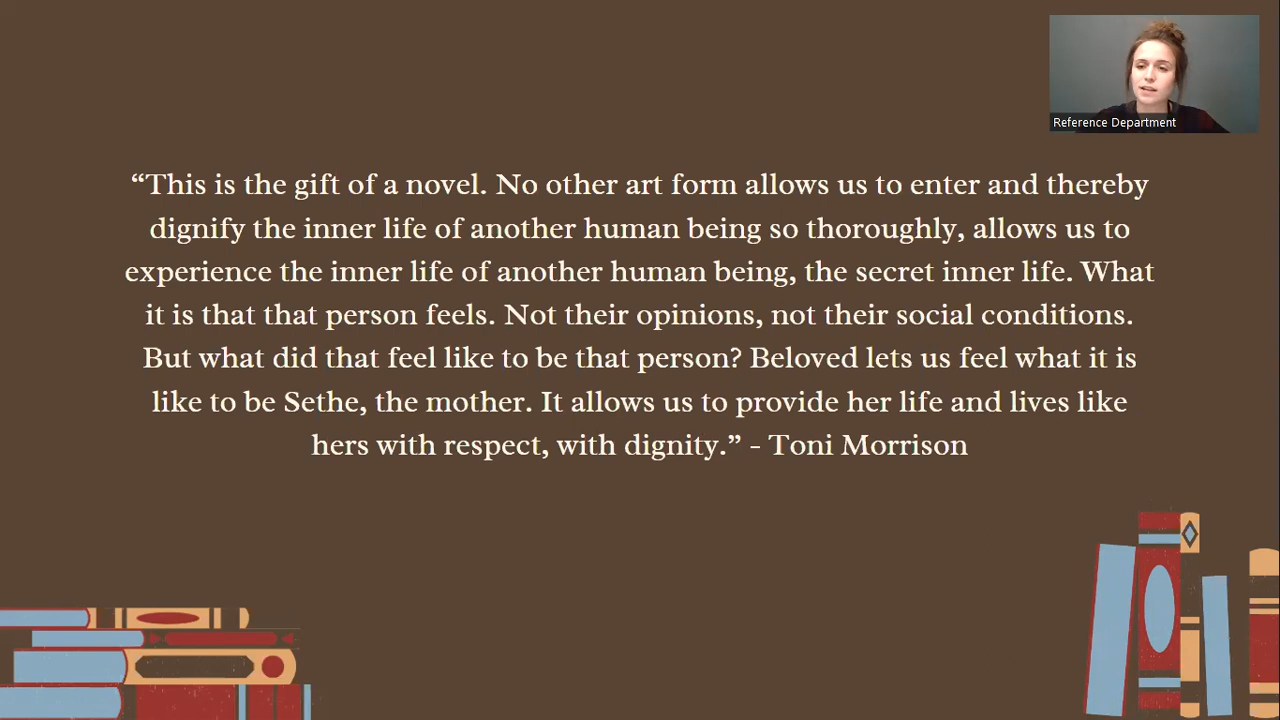 Reference Department
“This is the gift of a novel. No other art form allows us to enter and thereby
dignify the inner life of another human being so thoroughly, allows us to
experience the inner life of another human being, the secret inner life. What
it is that that person feels. Not their opinions, not their social conditions.
But what did that feel like to be that person? Beloved lets us feel what it is
like to be Sethe, the mother. It allows us to provide her life and lives like
hers with respect, with dignity.” - Toni Morrison